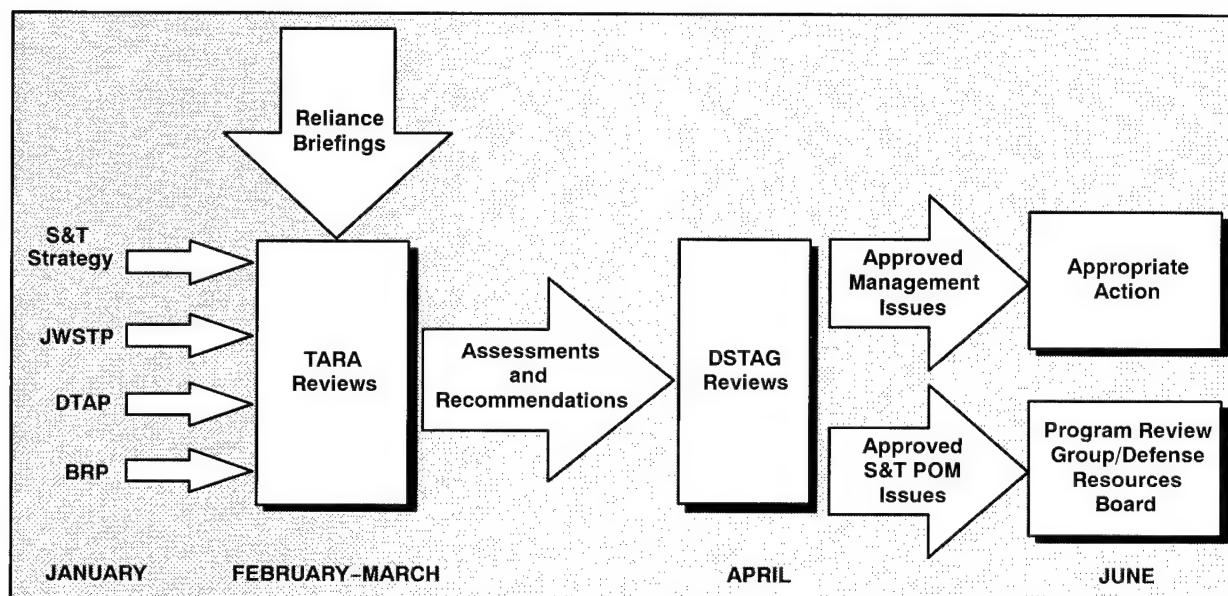 Reliance
Briefings
S&T
Strategy
JWSTP
DTAP
BRP
TARA
Reviews
Assessments
and
Recommendations
DSTAG
Reviews
Approved
Management
Issues
Appropriate
Action
Approved
S&T POM
Issues
Program Review
Group/Defense
Resources
Board
JANUARY
FEBRUARY–MARCH
APRIL
JUNE